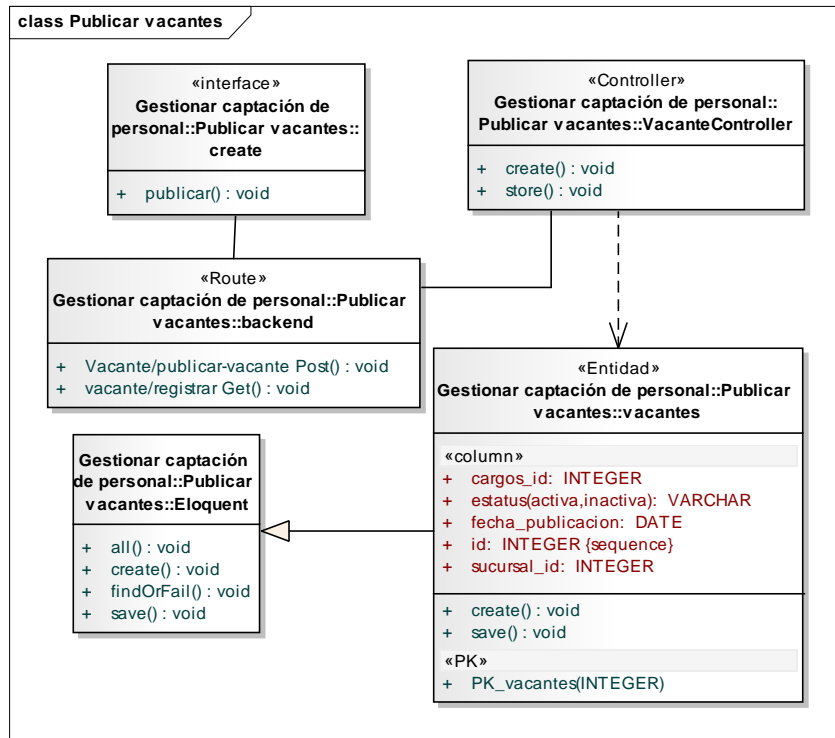 class Publicar vacantes
«interface»
Gestionar captación de
personal::Publicar vacantes::
create
+ publicar() : void
«Controller»
Gestionar captación de personal::
Publicar vacantes::VacanteController
+ create() : void
+ store() : void
«Route»
Gestionar captación de personal::Publicar
vacantes::backend
+ Vacante/publicar-vacante Post() : void
+ vacante/registrar Get() : void
«Entidad»
Gestionar captación de personal::Publicar
vacantes::vacantes
«column»
+ cargos_id: INTEGER
+ estatus(activa,inactiva): VARCHAR
+ fecha_publicacion: DATE
+ id: INTEGER {sequence}
+ sucursal_id: INTEGER
+ create() : void
+ save() : void
«PK»
+ PK_vacantes(INTEGER)
Gestionar captación
de personal::Publicar
vacantes::Eloquent
+ all() : void
+ create() : void
+ findOrFail() : void
+ save() : void